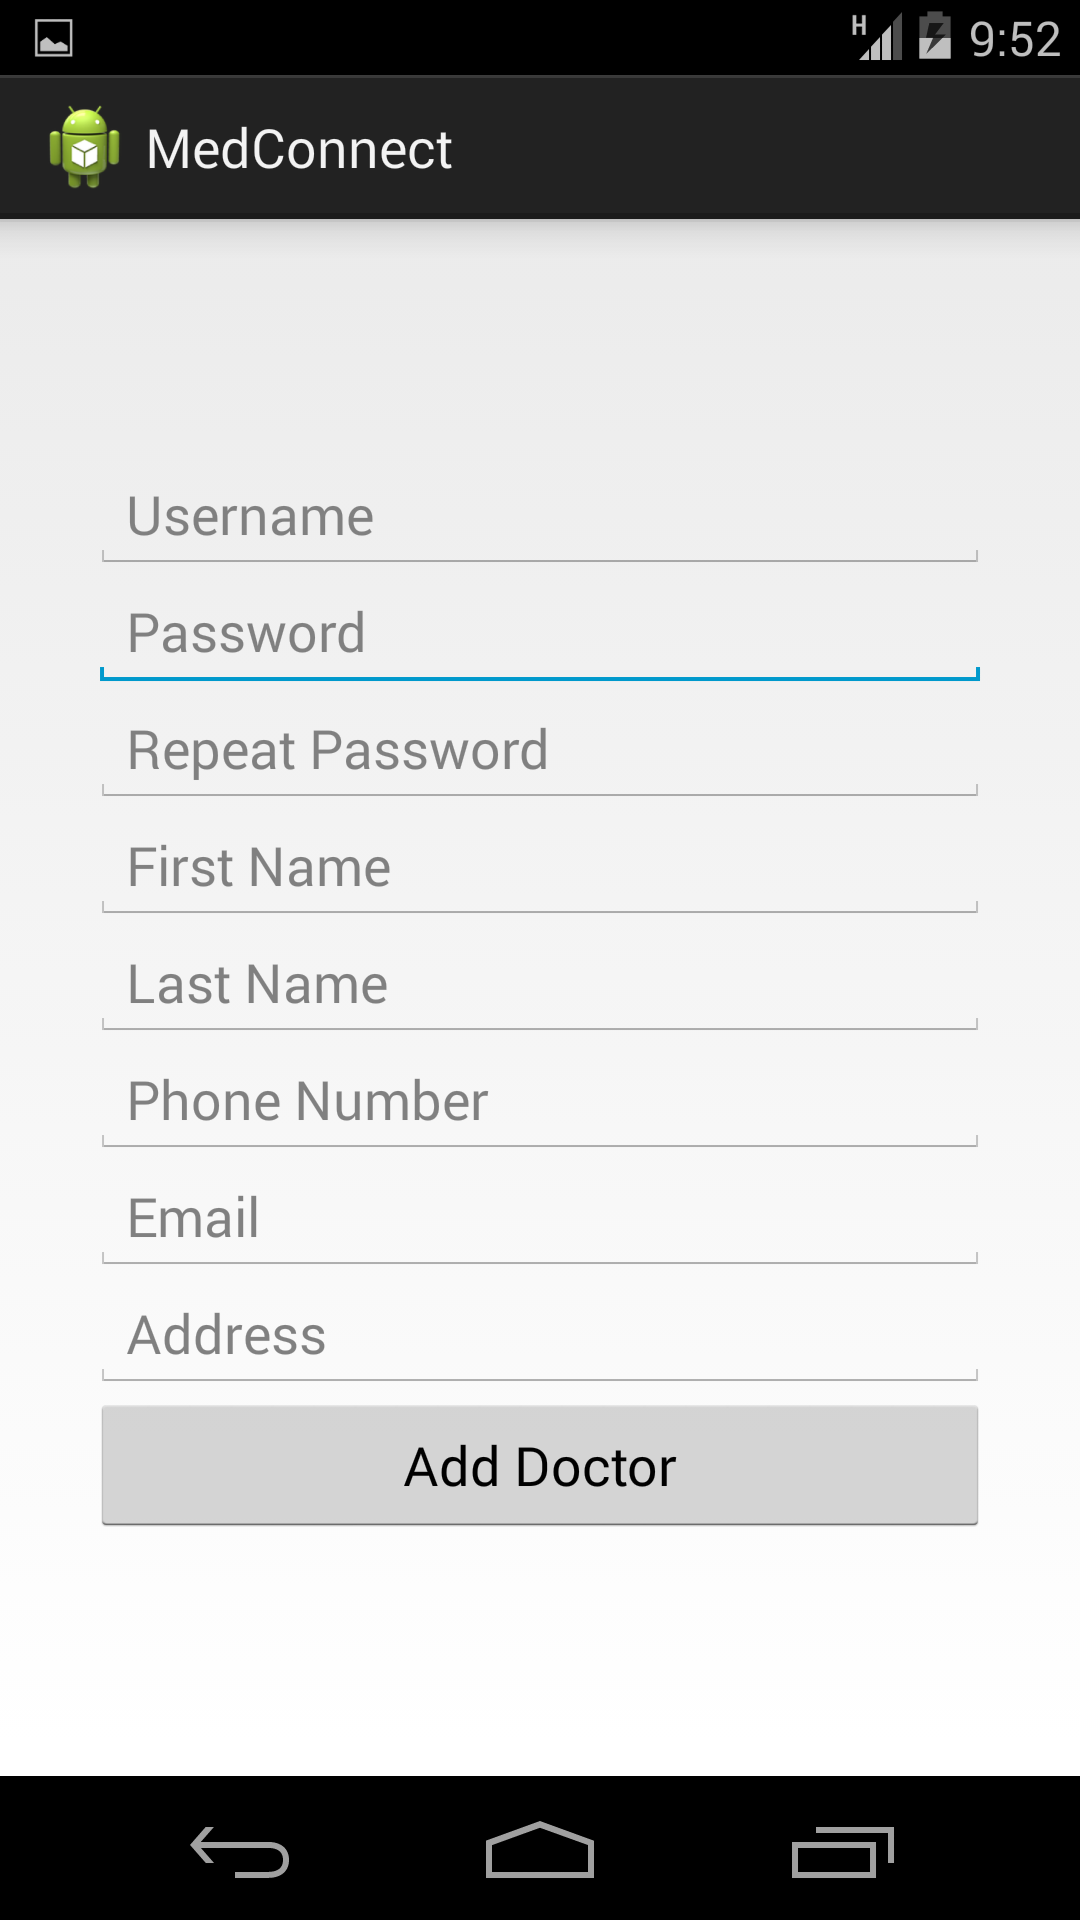 H 9:52
MedConnect
Username
Password
Repeat Password
First Name
Last Name
Phone Number
Email
Address
Add Doctor